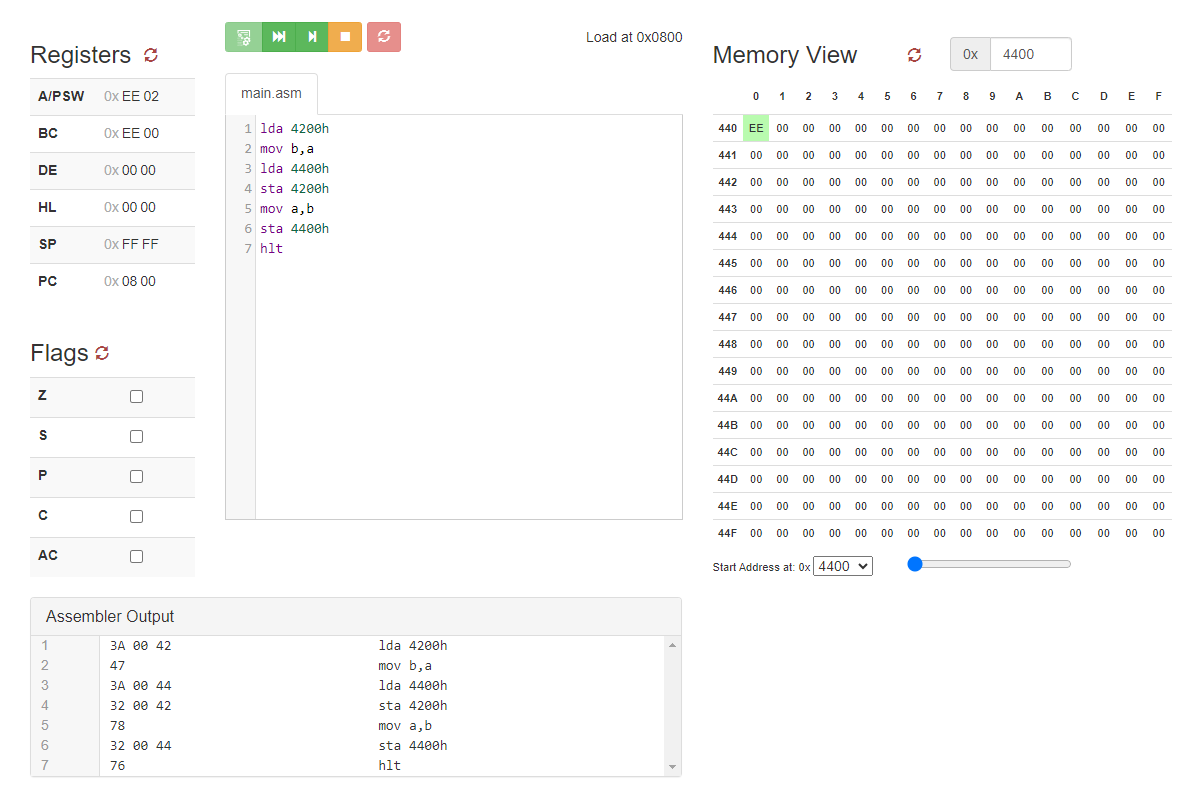 Registers
A/PSW 0x EE 02
BC 0x EE 00
DE 0x 00 00
HL 0x 00 00
SP 0x FF FF
PC 0x 08 00
Flags
Z
S
P
C
AC
Load at 0x0800
main.asm
1 lda 4200h
2 mov b,a
3 lda 4400h
4 sta 4200h
5 mov a,b
6 sta 4400h
7 hlt
Memory View 0x 4400
0 1 2 3 4 5 6 7 8 9 A B C D E F
440 EE 00 00 00 00 00 00 00 00 00 00 00 00 00 00 00
441 00 00 00 00 00 00 00 00 00 00 00 00 00 00 00 00
442 00 00 00 00 00 00 00 00 00 00 00 00 00 00 00 00
443 00 00 00 00 00 00 00 00 00 00 00 00 00 00 00 00
444 00 00 00 00 00 00 00 00 00 00 00 00 00 00 00 00
445 00 00 00 00 00 00 00 00 00 00 00 00 00 00 00 00
446 00 00 00 00 00 00 00 00 00 00 00 00 00 00 00 00
447 00 00 00 00 00 00 00 00 00 00 00 00 00 00 00 00
448 00 00 00 00 00 00 00 00 00 00 00 00 00 00 00 00
449 00 00 00 00 00 00 00 00 00 00 00 00 00 00 00 00
44A 00 00 00 00 00 00 00 00 00 00 00 00 00 00 00 00
44B 00 00 00 00 00 00 00 00 00 00 00 00 00 00 00 00
44C 00 00 00 00 00 00 00 00 00 00 00 00 00 00 00 00
44D 00 00 00 00 00 00 00 00 00 00 00 00 00 00 00 00
44E 00 00 00 00 00 00 00 00 00 00 00 00 00 00 00 00
44F 00 00 00 00 00 00 00 00 00 00 00 00 00 00 00 00
Start Address at: 0x 4400
Assembler Output
1 3A 00 42 lda 4200h
2 47 mov b,a
3 3A 00 44 lda 4400h
4 32 00 42 sta 4200h
5 78 mov a,b
6 32 00 44 sta 4400h
7 76 hlt